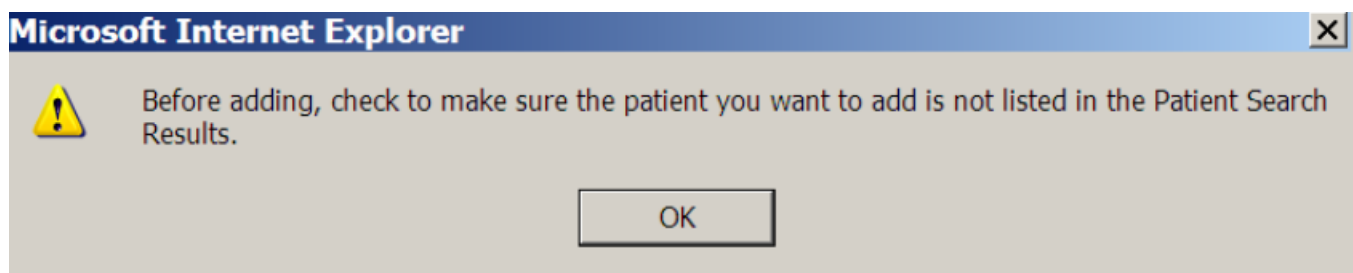 Microsoft Internet Explorer
Before adding, check to make sure the patient you want to add is not listed in the Patient Search
Results.
OK